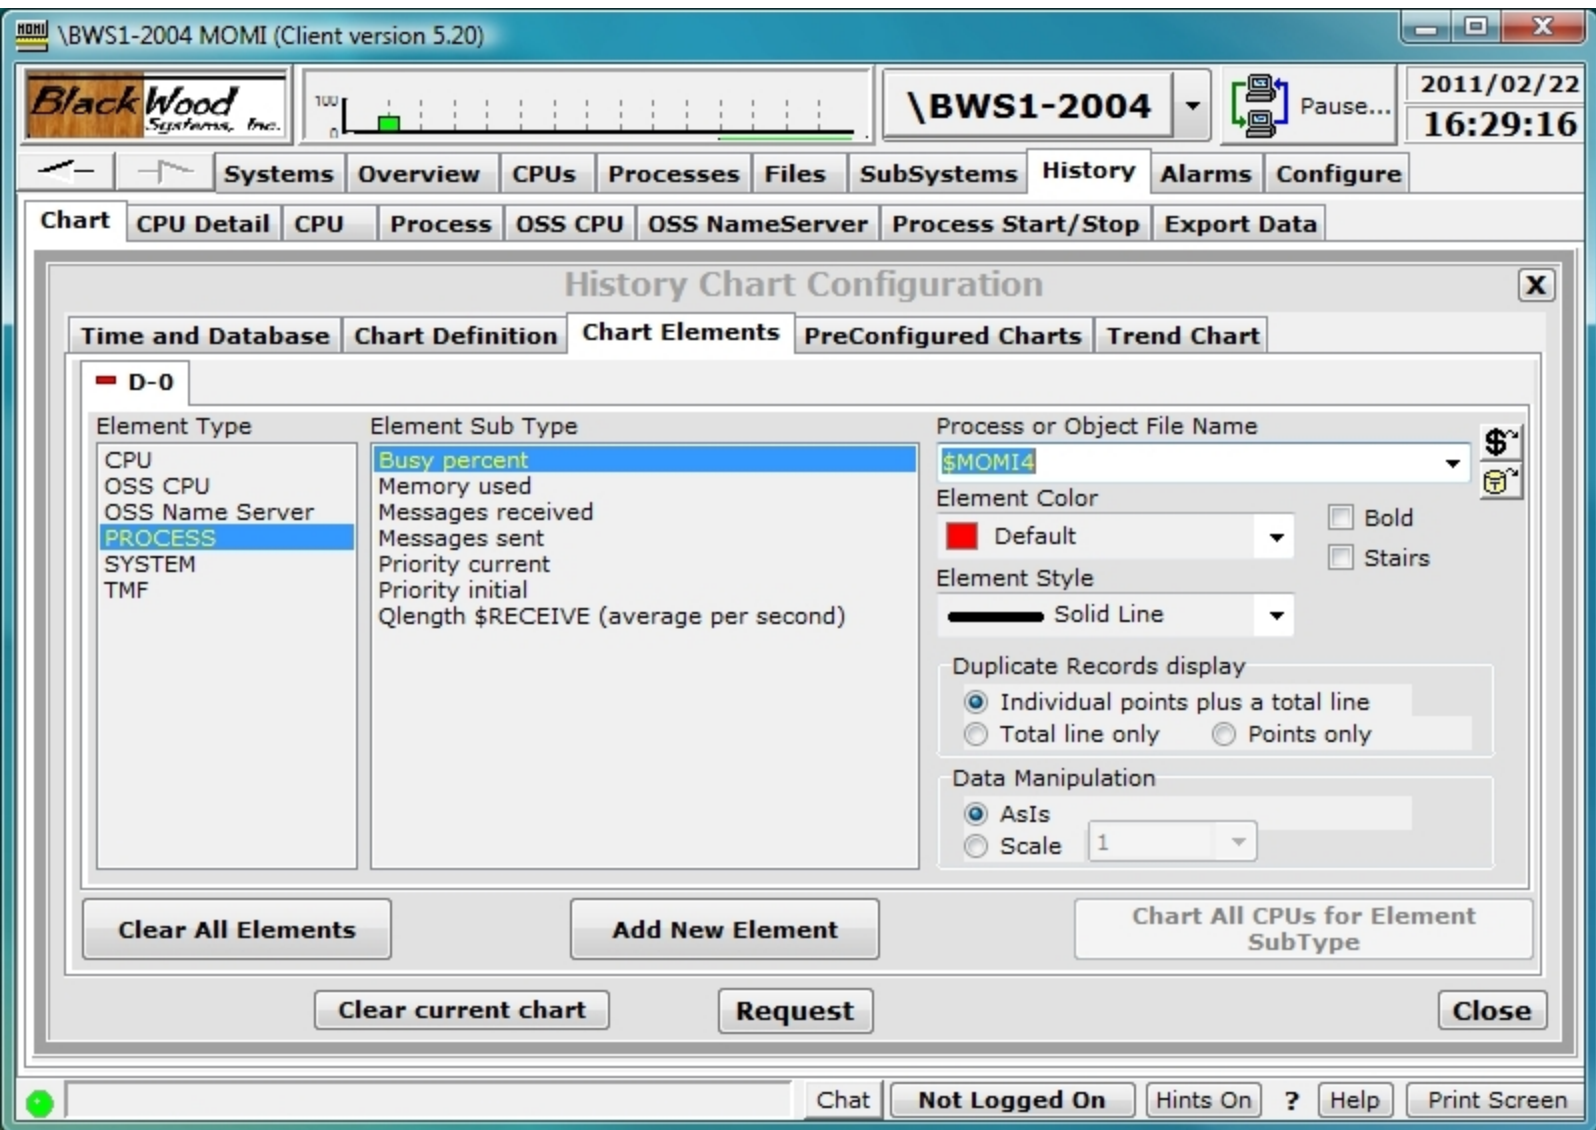 \BWS1-2004 MOMI (Client version 5.20)
BlackWood
Systems, Inc.
100
0
\BWS1-2004
Pause...
2011/02/22
16:29:16
Systems Overview CPUs Processes Files SubSystems History Alarms Configure
Chart CPU Detail CPU Process OSS CPU OSS NameServer Process Start/Stop Export Data
History Chart Configuration
X
Time and Database Chart Definition Chart Elements PreConfigured Charts Trend Chart
D-0
Element Type
CPU
OSS CPU
OSS Name Server
PROCESS
SYSTEM
TMF
Element Sub Type
Busy percent
Memory used
Messages received
Messages sent
Priority current
Priority initial
Qlength $RECEIVE (average per second)
Process or Object File Name
$MOMI4
$
Element Color
Default
Bold
Stairs
Element Style
Solid Line
Duplicate Records display
Individual points plus a total line
Total line only Points only
Data Manipulation
AsIs
Scale 1
Clear All Elements
Add New Element
Chart All CPUs for Element
SubType
Clear current chart
Request
Close
Chat Not Logged On Hints On ? Help Print Screen